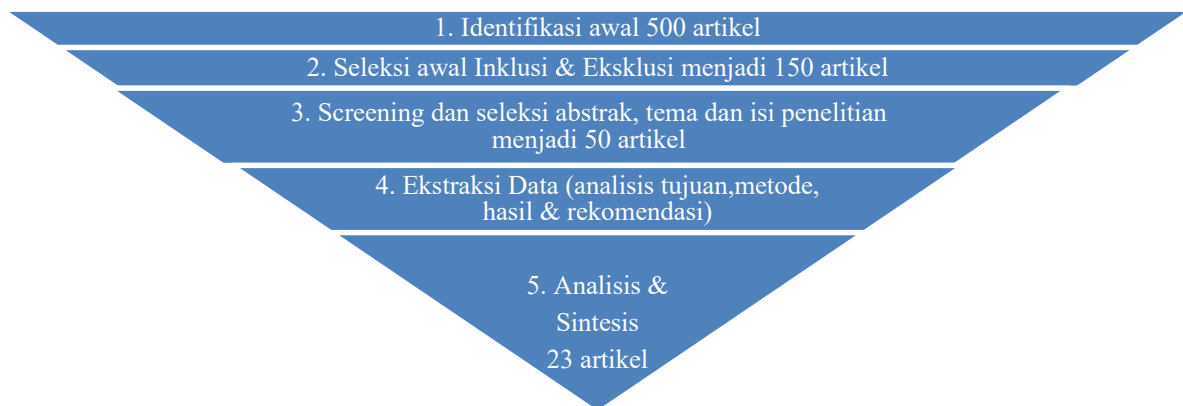 1. Identifikasi awal 500 artikel
2. Seleksi awal Inklusi & Eksklusi menjadi 150 artikel
3. Screening dan seleksi abstrak, tema dan isi penelitian
menjadi 50 artikel
4. Ekstraksi Data (analisis tujuan,metode,
hasil & rekomendasi)
5. Analisis &
Sintesis
23 artikel